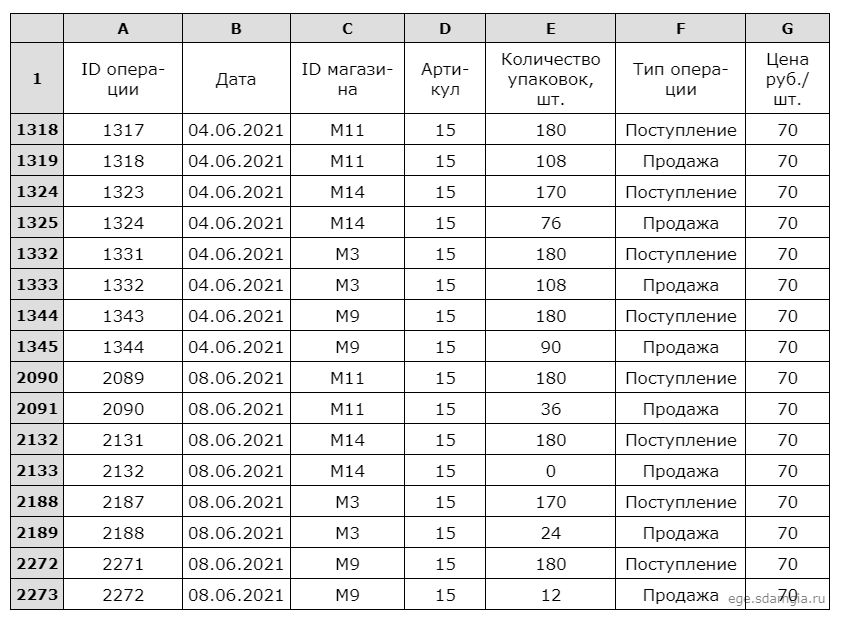 A B C D E F G
1 ID опера- Дата ID магази- Арти- Количество Тип опера- Цена
ции на кул упаковок, ции руб./
шт. шт.
1318 1317 04.06.2021 M11 15 180 Поступление 70
1319 1318 04.06.2021 M11 15 108 Продажа 70
1324 1323 04.06.2021 M14 15 170 Поступление 70
1325 1324 04.06.2021 M14 15 76 Продажа 70
1332 1331 04.06.2021 M3 15 180 Поступление 70
1333 1332 04.06.2021 M3 15 108 Продажа 70
1344 1343 04.06.2021 M9 15 180 Поступление 70
1345 1344 04.06.2021 M9 15 90 Продажа 70
2090 2089 08.06.2021 M11 15 180 Поступление 70
2091 2090 08.06.2021 M11 15 36 Продажа 70
2132 2131 08.06.2021 M14 15 180 Поступление 70
2133 2132 08.06.2021 M14 15 0 Продажа 70
2188 2187 08.06.2021 M3 15 170 Поступление 70
2189 2188 08.06.2021 M3 15 24 Продажа 70
2272 2271 08.06.2021 M9 15 180 Поступление 70
2273 2272 08.06.2021 M9 15 12 Продажа 70
ege.sdamgia.ru